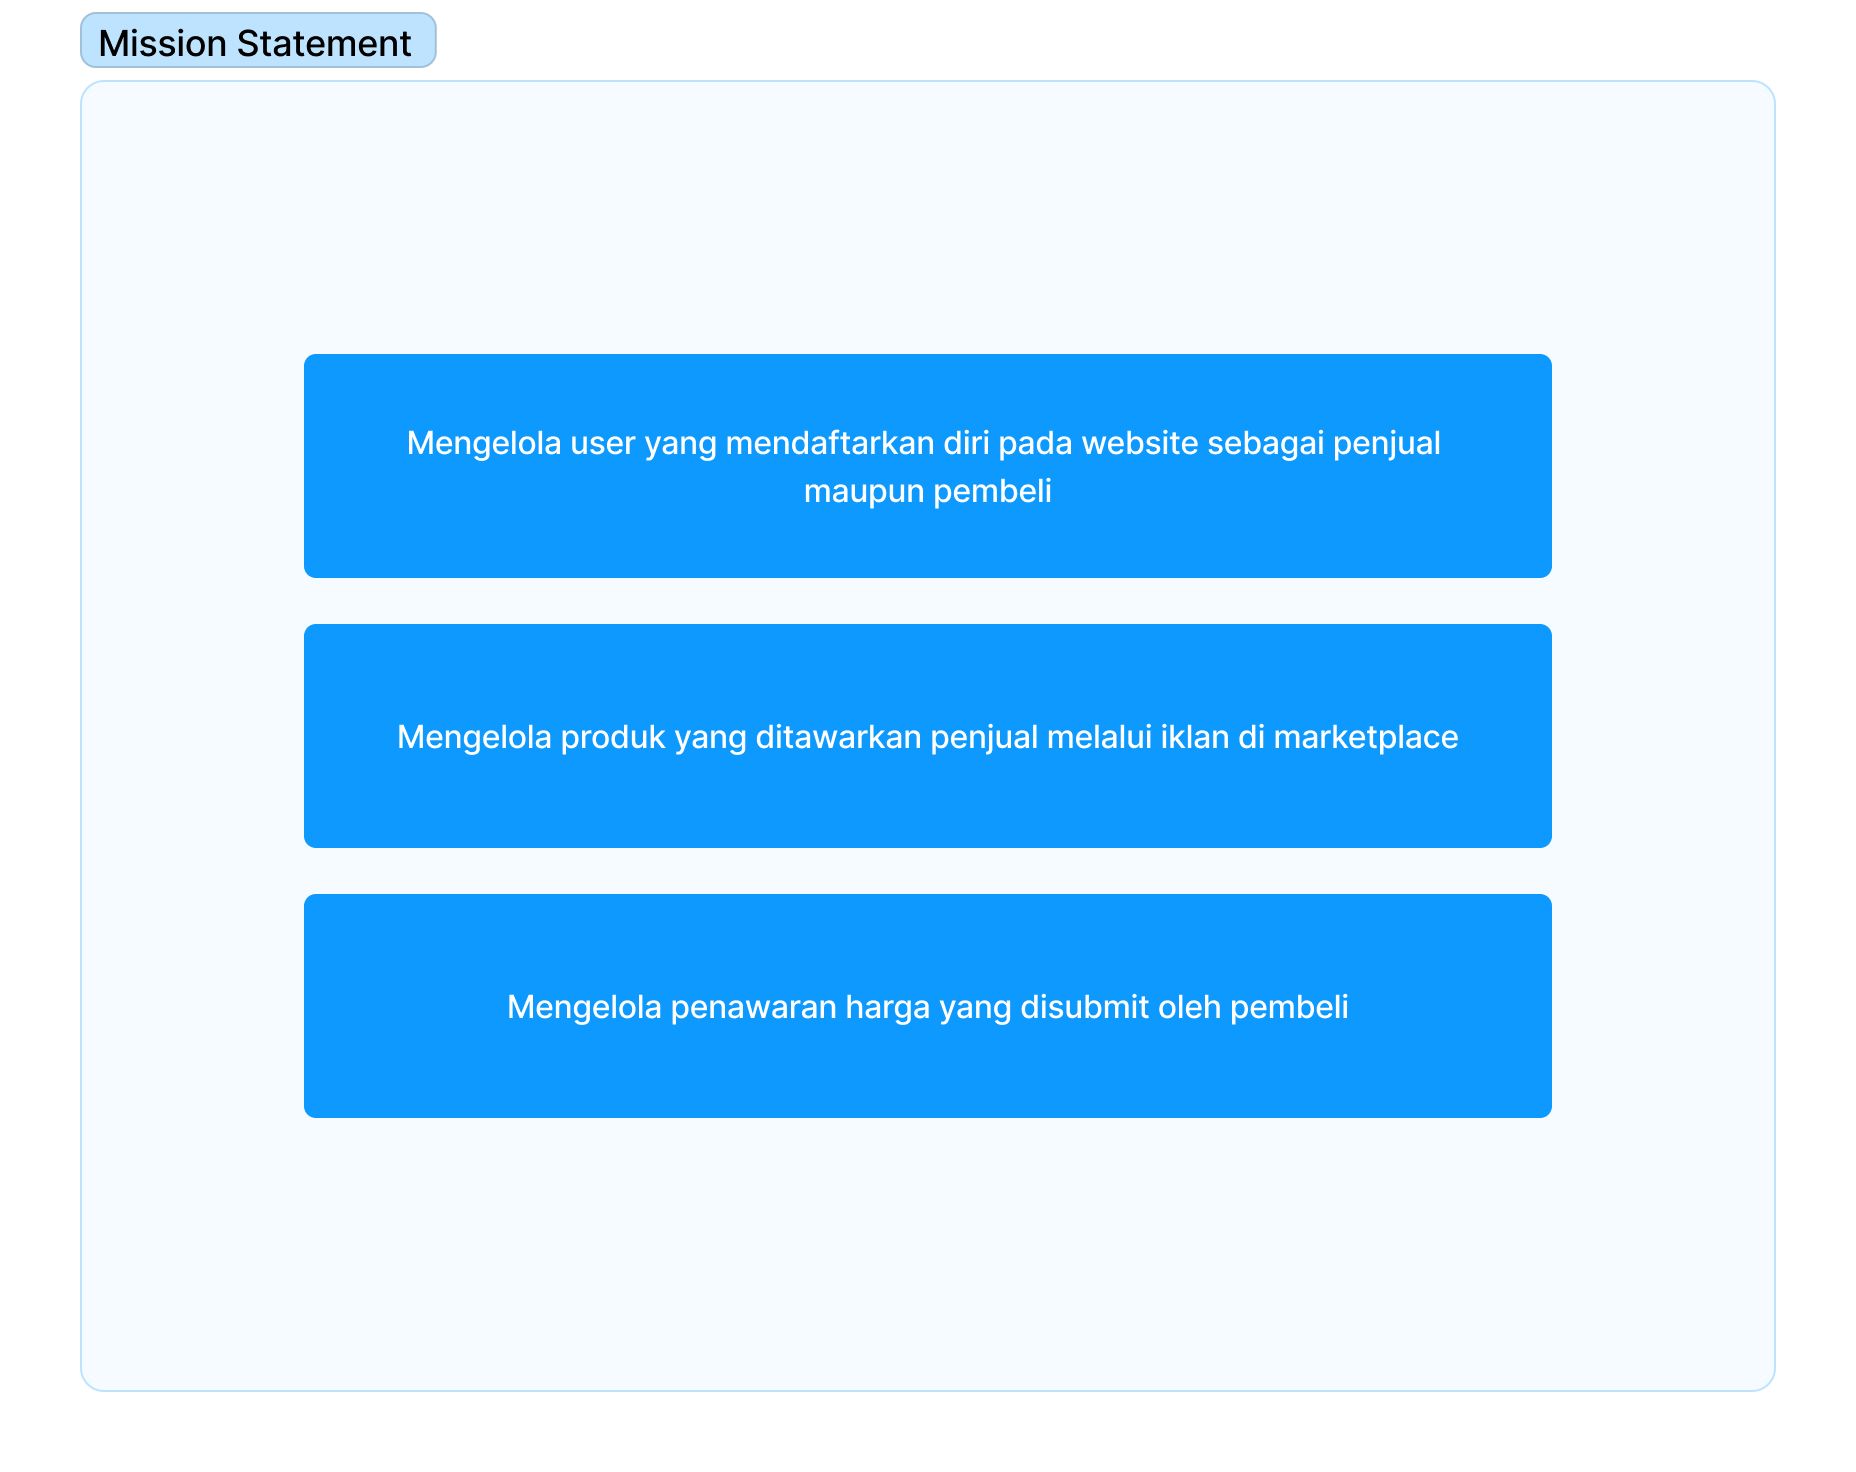 Mission Statement
Mengelola user yang mendaftarkan diri pada website sebagai penjual
maupun pembeli
Mengelola produk yang ditawarkan penjual melalui iklan di marketplace
Mengelola penawaran harga yang disubmit oleh pembeli